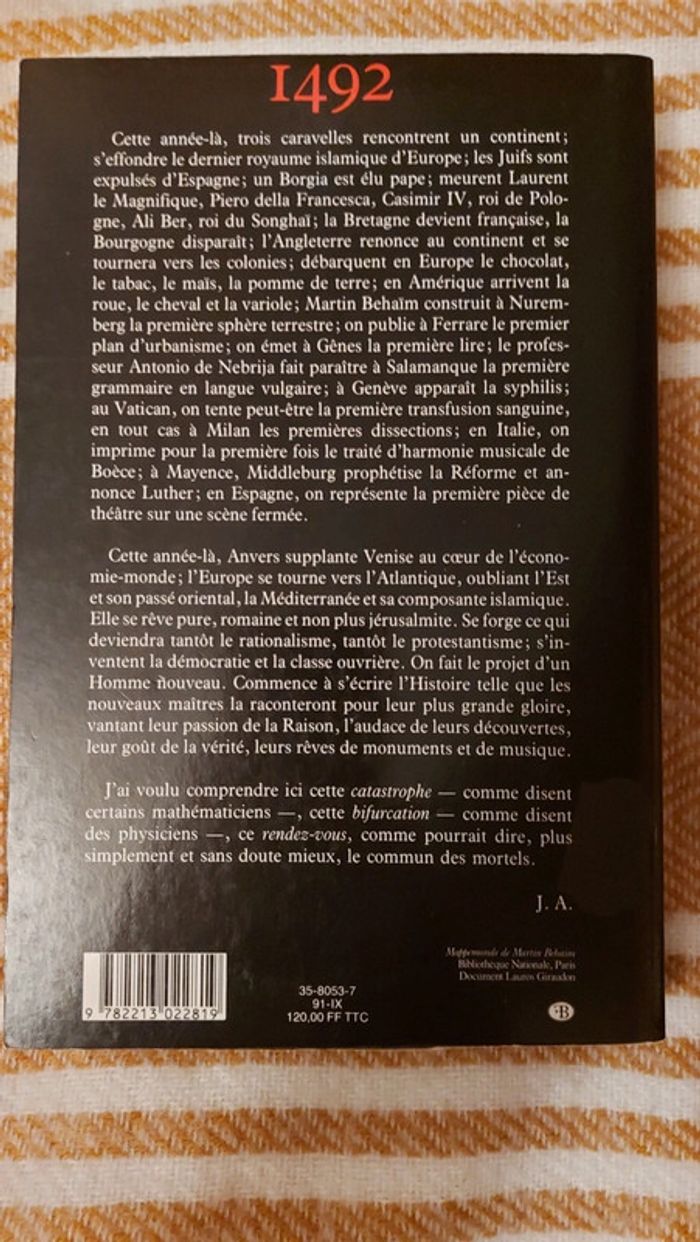 1492
Cette année-là, trois caravelles rencontrent un continent;
s'effondre le dernier royaume islamique d'Europe; les Juifs sont
expulsés d'Espagne; un Borgia est élu pape; meurent Laurent
le Magnifique, Piero della Francesca, Casimir IV, roi de Polo-
gne, Ali Ber, roi du Songhaï; la Bretagne devient française, la
Bourgogne disparaît; l'Angleterre renonce au continent et se
tournera vers les colonies; débarquent en Europe le chocolat,
le tabac, le maïs, la pomme de terre; en Amérique arrivent la
roue, le cheval et la variole; Martin Behaïm construit à Nurem-
berg la première sphère terrestre; on publie à Ferrare le premier
plan d'urbanisme; on émet à Gênes la première lire; le profes-
seur Antonio de Nebrija fait paraître à Salamanque la première
grammaire en langue vulgaire; à Genève apparaît la syphilis;
au Vatican, on tente peut-être la première transfusion sanguine,
en tout cas à Milan les premières dissections; en Italie, on
imprime pour la première fois le traité d'harmonie musicale de
Boèce; à Mayence, Middleburg prophétise la Réforme et an-
nonce Luther; en Espagne, on représente la première pièce de
théâtre sur une scène fermée.
Cette année-là, Anvers supplante Venise au cœur de l'écono-
mie-monde; l'Europe se tourne vers l'Atlantique, oubliant l'Est
et son passé oriental, la Méditerranée et sa composante islamique.
Elle se rêve pure, romaine et non plus jérusalmite. Se forge ce qui
deviendra tantôt le rationalisme, tantôt le protestantisme; s'in-
ventent la démocratie et la classe ouvrière. On fait le projet d'un
Homme nouveau. Commence à s'écrire l'Histoire telle que les
nouveaux maîtres la raconteront pour leur plus grande gloire,
vantant leur passion de la Raison, l'audace de leurs découvertes,
leur goût de la vérité, leurs rêves de monuments et de musique.
J'ai voulu comprendre ici cette catastrophe — comme disent
certains mathématiciens —, cette bifurcation — comme disent
des physiciens —, ce rendez-vous, comme pourrait dire, plus
simplement et sans doute mieux, le commun des mortels.
J. A.
Mappemonde de Martin Behaim
Bibliothèque Nationale, Paris
Document Lauros Giraudon
35-8053-7
91-IX
120,00 FF TTC
9 782213 022819
B